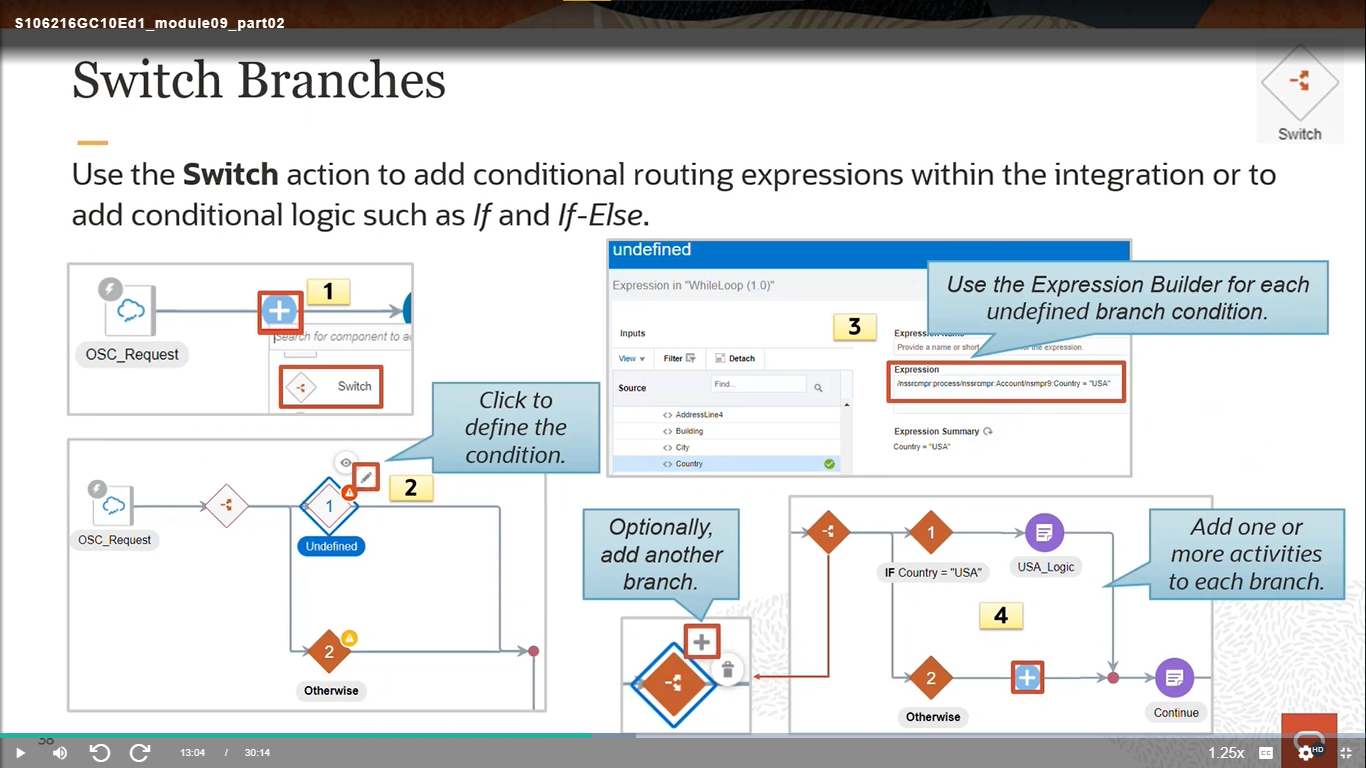 S106216GC10Ed1_module09_part02
Switch Branches
Switch
Use the Switch action to add conditional routing expressions within the integration or to
add conditional logic such as If and If-Else.
OSC_Request
1
Search for component to
Switch
Click to
define the
condition.
OSC_Request
1
Undefined
2
2
Otherwise
undefined
Expression in "WhileLoop (1.0)"
Inputs
View
Filter
Detach
Source
Find...
AddressLine4
Building
City
Country
3
Provide a name or short
the expression.
Expression
/nssrcmpr:process/nssrcmpr:Account/nsmpr9:Country = "USA"
Expression Summary
Country = "USA"
Use the Expression Builder for each
undefined branch condition.
Optionally,
add another
branch.
1
IF Country = "USA"
USA_Logic
4
2
Otherwise
Continue
Add one or
more activities
to each branch.
38
13:04 / 30:14
1.25x
HD